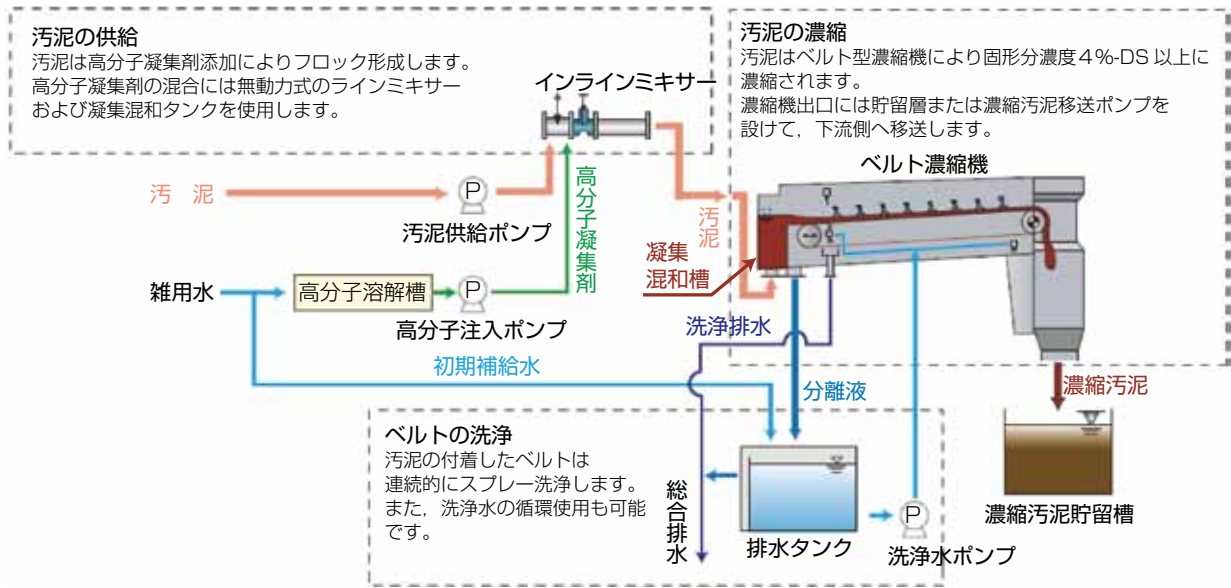 汚泥の供給
汚泥は高分子凝集剤添加によりフロック形成します。
高分子凝集剤の混合には無動力式のラインミキサー
および凝集混和タンクを使用します。
インラインミキサー
汚泥の濃縮
汚泥はベルト型濃縮機により固形分濃度4%-DS 以上に
濃縮されます。
濃縮機出口には貯留層または濃縮汚泥移送ポンプを
設けて，下流側へ移送します。
ベルト濃縮機
汚　泥
P
汚泥供給ポンプ
高分子凝集剤
汚泥
凝集
混和槽
雑用水
高分子溶解槽
P
高分子注入ポンプ
洗浄排水
初期補給水
分離液
濃縮汚泥
ベルトの洗浄
汚泥の付着したベルトは
連続的にスプレー洗浄します。
また，洗浄水の循環使用も可能
です。
総合排水
排水タンク
P
洗浄水ポンプ
濃縮汚泥貯留槽